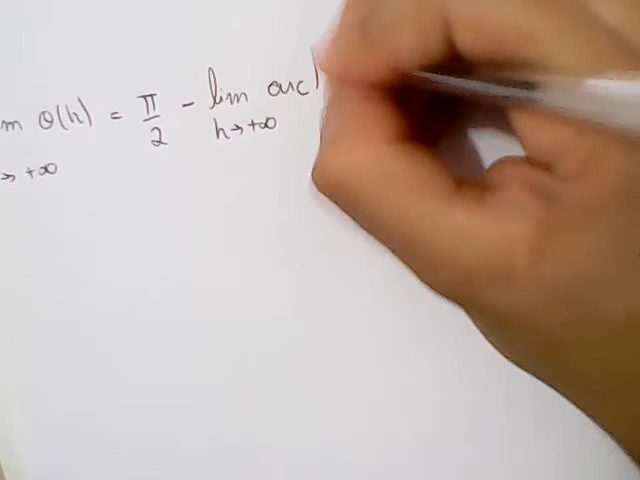 m θ(h) = π/2 - lim arc
→ +∞ h→+∞